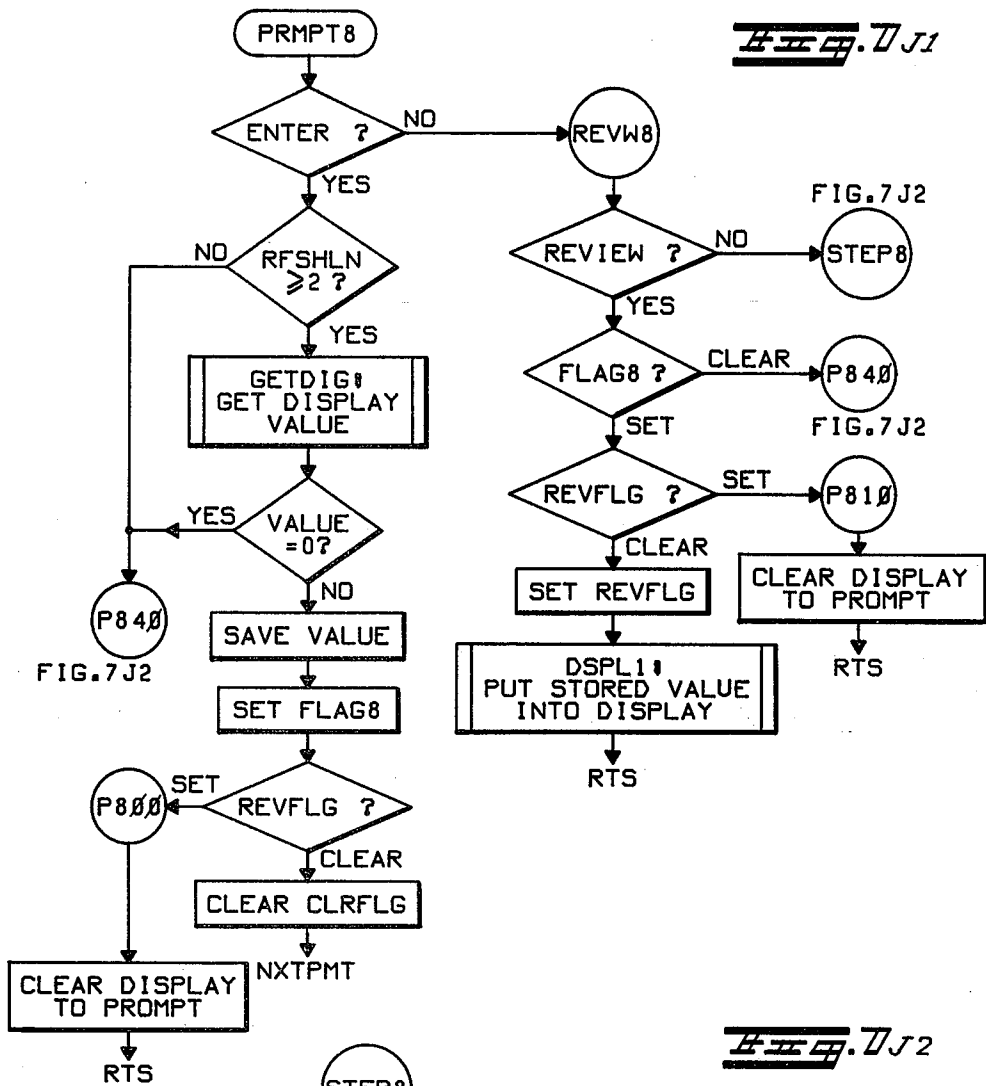 PRMPT8
Fig. 7J1
ENTER ?
NO
REVW8
YES
FIG.7J2
NO
RFSHLN
≥2 ?
REVIEW ?
NO
STEP8
YES
YES
GETDIG:
GET DISPLAY
VALUE
FLAG8 ?
CLEAR
P840
FIG.7J2
SET
YES
VALUE
=0?
REVFLG ?
SET
P810
NO
CLEAR
P840
FIG.7J2
SAVE VALUE
SET REVFLG
CLEAR DISPLAY
TO PROMPT
RTS
SET FLAG8
DSPL1:
PUT STORED VALUE
INTO DISPLAY
RTS
P800
SET
REVFLG ?
CLEAR
CLEAR CLRFLG
NXTPMT
CLEAR DISPLAY
TO PROMPT
RTS
STEP8
Fig. 7J2